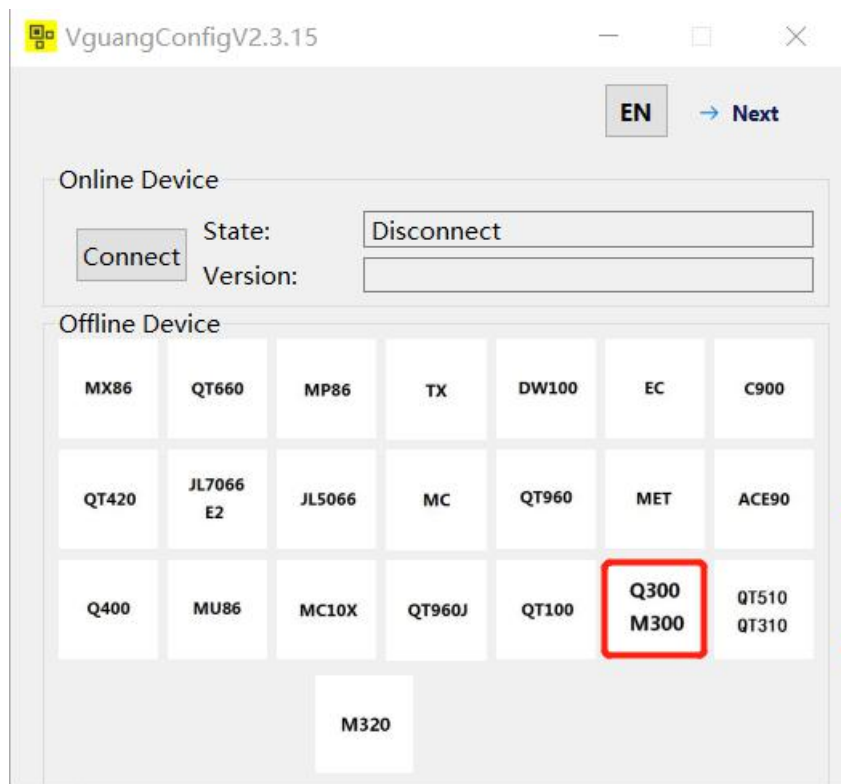 VguangConfigV2.3.15
EN → Next
Online Device
Connect
State: Disconnect
Version:
Offline Device
MX86 QT660 MP86 TX DW100 EC C900
QT420 JL7066 E2 JL5066 MC QT960 MET ACE90
Q400 MU86 MC10X QT960J QT100 Q300 M300 QT510 QT310
M320